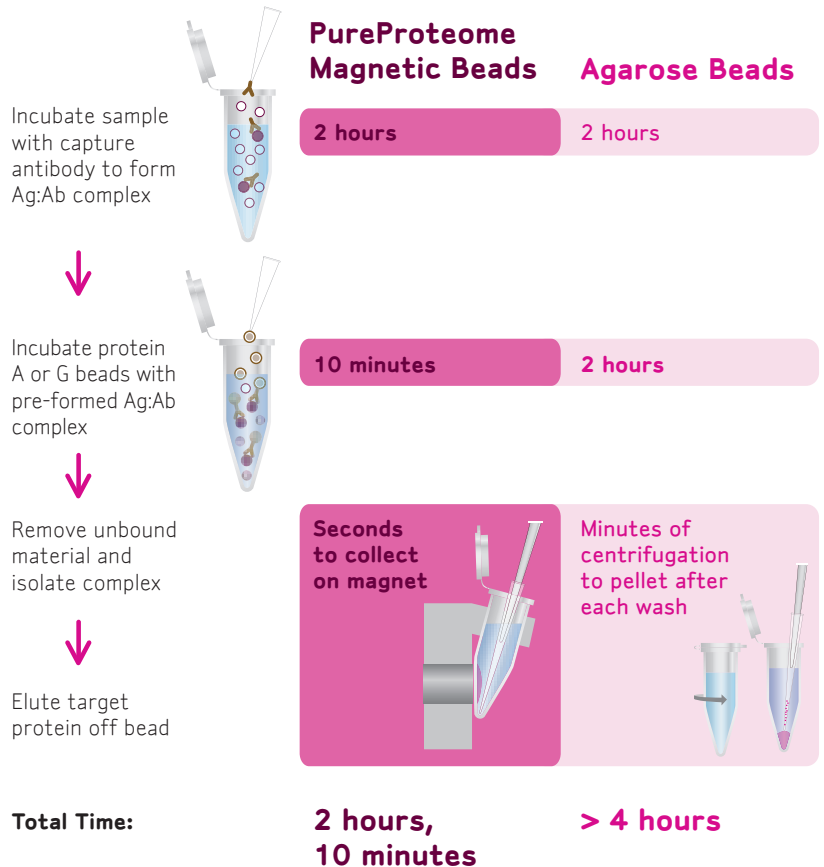 PureProteome
Magnetic Beads
Agarose Beads
Incubate sample
with capture
antibody to form
Ag:Ab complex
2 hours
2 hours
Incubate protein
A or G beads with
pre-formed Ag:Ab
complex
10 minutes
2 hours
Remove unbound
material and
isolate complex
Seconds
to collect
on magnet
Minutes of
centrifugation
to pellet after
each wash
Elute target
protein off bead
Total Time:
2 hours,
10 minutes
> 4 hours